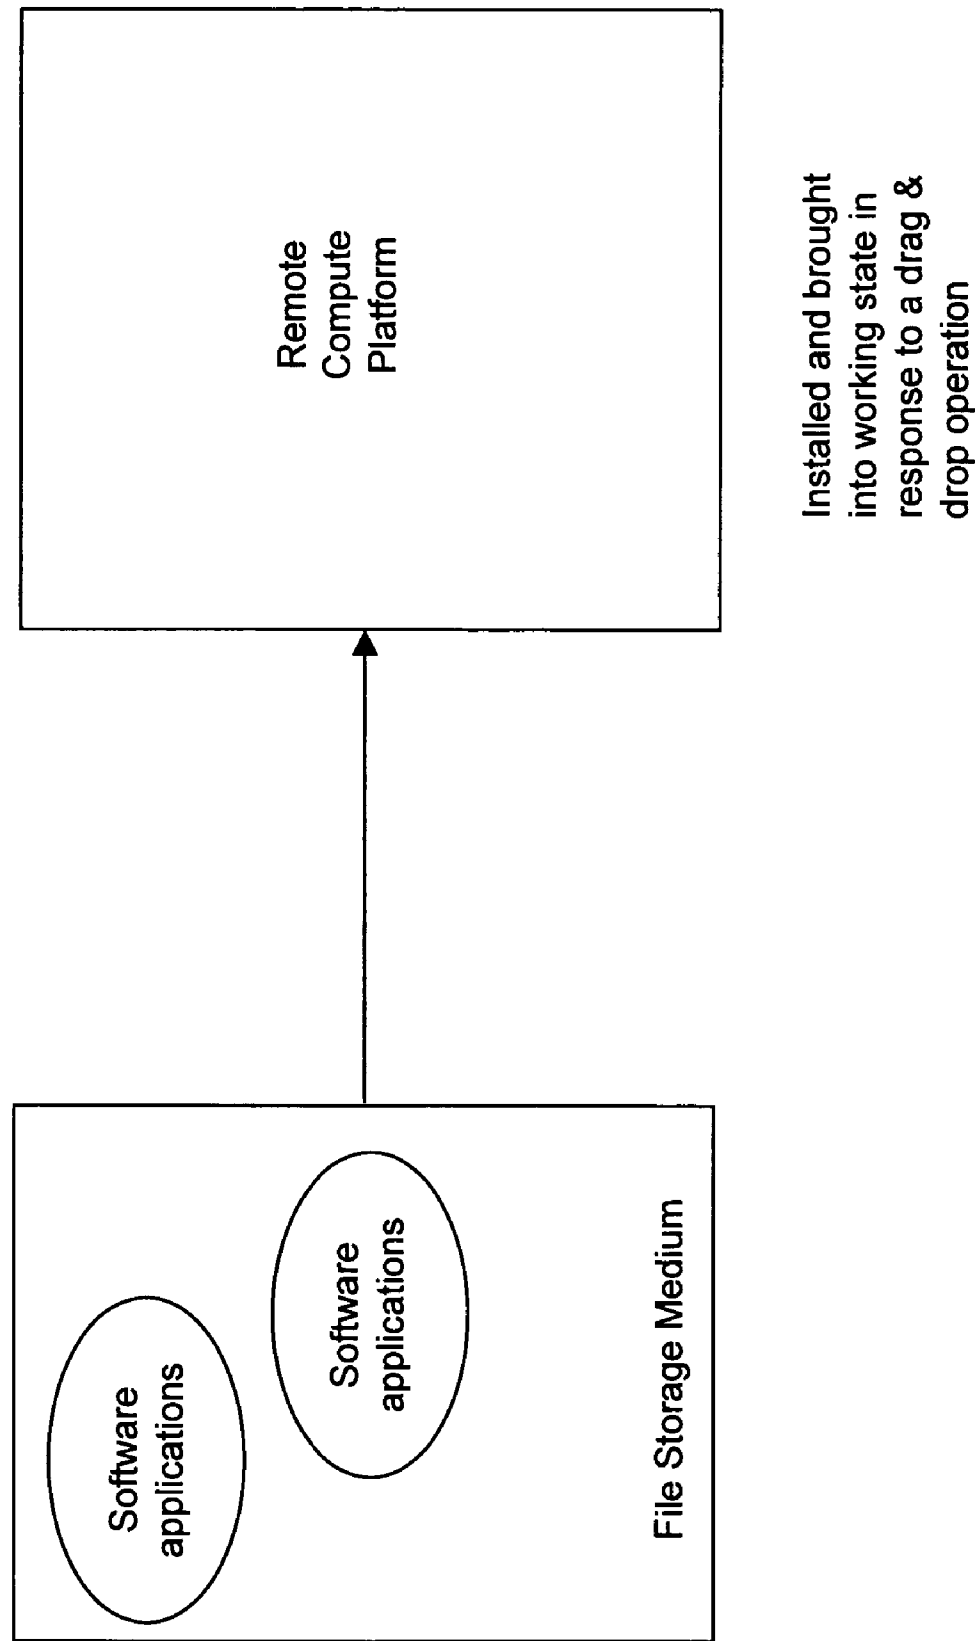 Software
applications
Software
applications
File Storage Medium
Remote
Compute
Platform
Installed and brought
into working state in
response to a drag &
drop operation